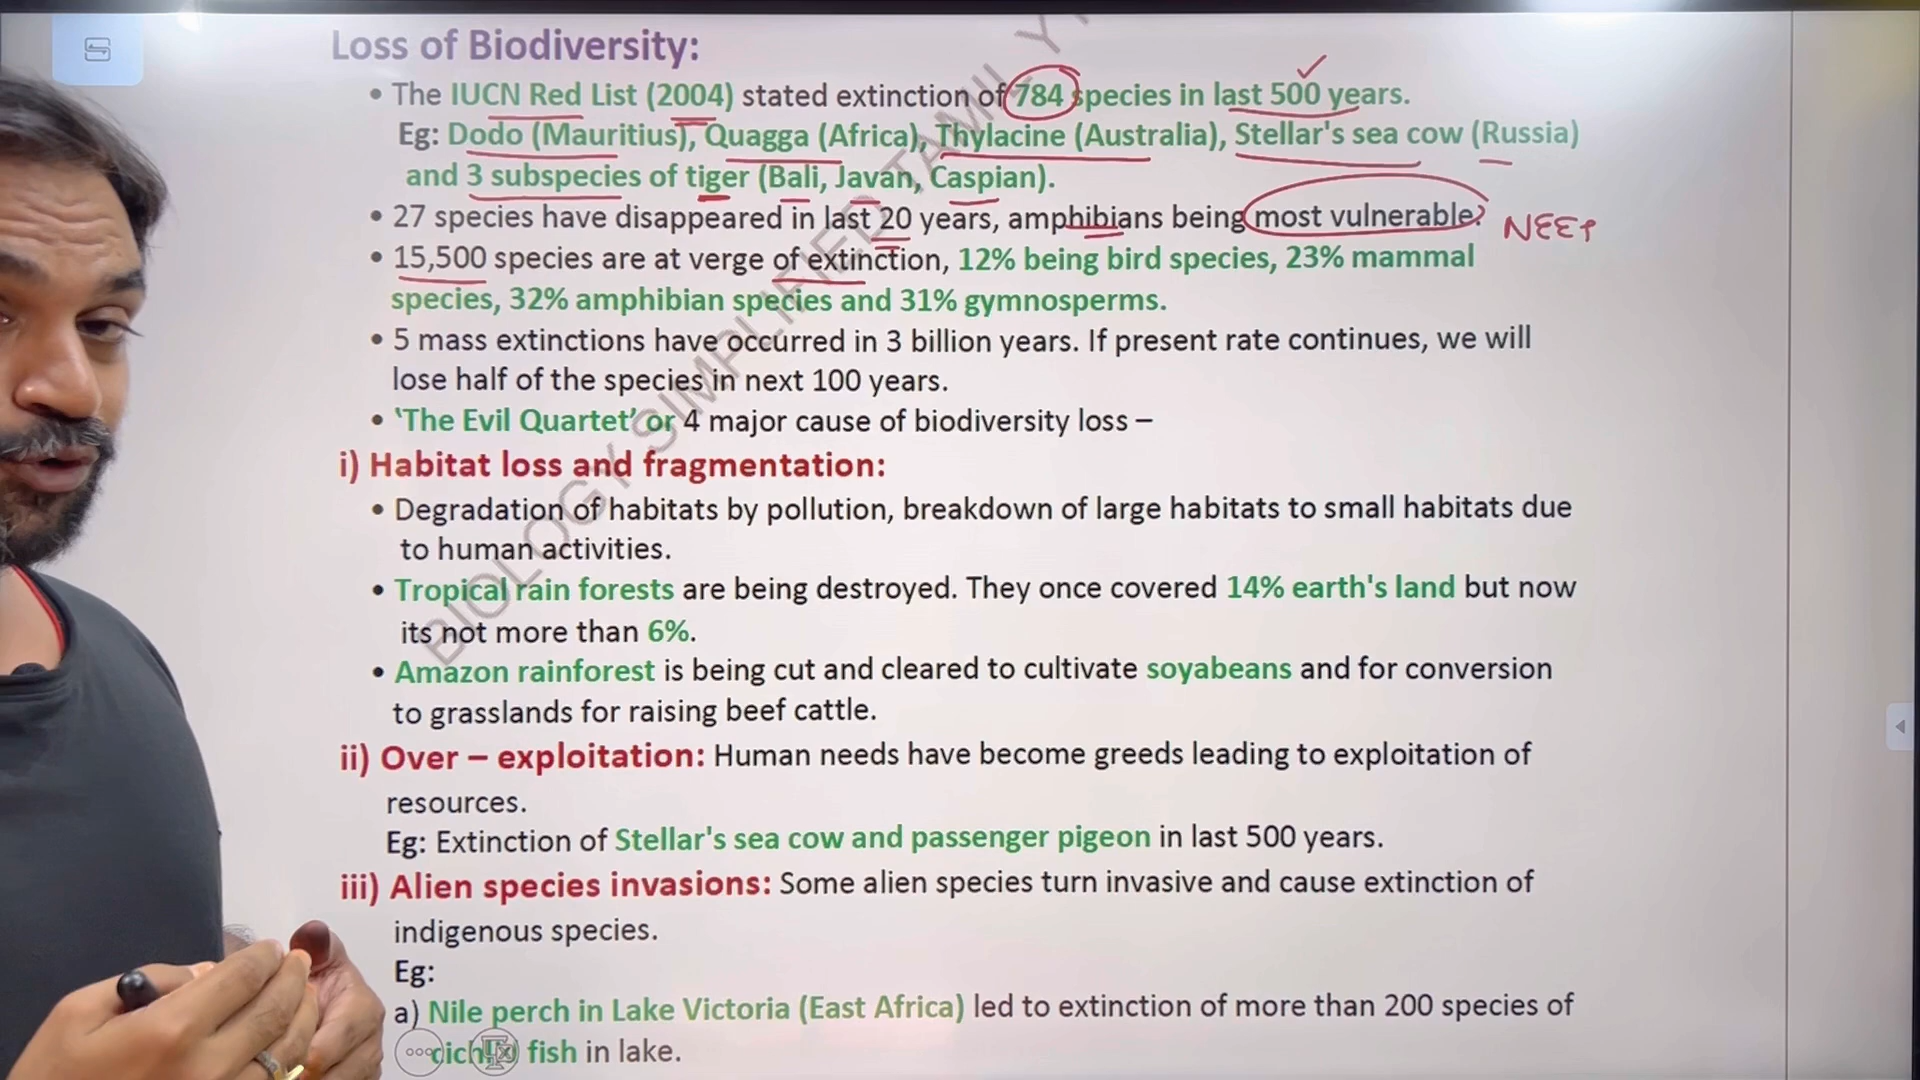 Loss of Biodiversity:
• The IUCN Red List (2004) stated extinction of 784 species in last 500 years.
Eg: Dodo (Mauritius), Quagga (Africa), Thylacine (Australia), Stellar's sea cow (Russia)
and 3 subspecies of tiger (Bali, Javan, Caspian).
• 27 species have disappeared in last 20 years, amphibians being most vulnerable.
NEET
• 15,500 species are at verge of extinction, 12% being bird species, 23% mammal
species, 32% amphibian species and 31% gymnosperms.
• 5 mass extinctions have occurred in 3 billion years. If present rate continues, we will
lose half of the species in next 100 years.
• 'The Evil Quartet' or 4 major cause of biodiversity loss –
i) Habitat loss and fragmentation:
• Degradation of habitats by pollution, breakdown of large habitats to small habitats due
to human activities.
• Tropical rain forests are being destroyed. They once covered 14% earth's land but now
its not more than 6%.
• Amazon rainforest is being cut and cleared to cultivate soyabeans and for conversion
to grasslands for raising beef cattle.
ii) Over – exploitation: Human needs have become greeds leading to exploitation of
resources.
Eg: Extinction of Stellar's sea cow and passenger pigeon in last 500 years.
iii) Alien species invasions: Some alien species turn invasive and cause extinction of
indigenous species.
Eg:
a) Nile perch in Lake Victoria (East Africa) led to extinction of more than 200 species of
fish in lake.
BIOLOGY SIMPLIFIED TAMIL YT